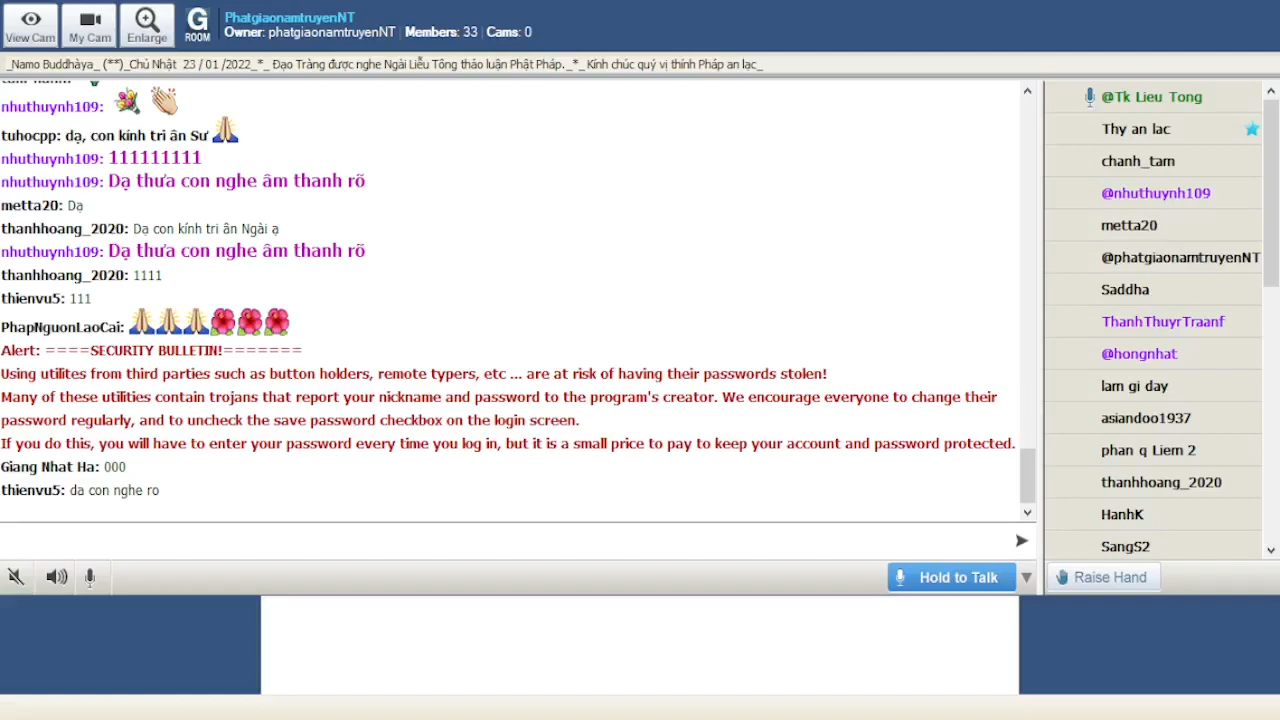 View Cam
My Cam
Enlarge
G
ROOM
PhatgiaonamtruyenNT
Owner: phatgiaonamtruyenNT | Members: 33 | Cams: 0
_Namo Buddhàya_ (**)_Chủ Nhật 23 / 01 /2022_*_ Đạo Tràng được nghe Ngài Liễu Tông thảo luận Phật Pháp._*_Kính chúc quý vị thính Pháp an lạc_
nhuthuynh109:
tuhocpp: dạ, con kính tri ân Sư
nhuthuynh109: 111111111
nhuthuynh109: Dạ thưa con nghe âm thanh rõ
metta20: Dạ
thanhhoang_2020: Dạ con kính tri ân Ngài ạ
nhuthuynh109: Dạ thưa con nghe âm thanh rõ
thanhhoang_2020: 1111
thienvu5: 111
PhapNguonLaoCai:
Alert: ====SECURITY BULLETIN!=======
Using utilites from third parties such as button holders, remote typers, etc ... are at risk of having their passwords stolen!
Many of these utilities contain trojans that report your nickname and password to the program's creator. We encourage everyone to change their
password regularly, and to uncheck the save password checkbox on the login screen.
If you do this, you will have to enter your password every time you log in, but it is a small price to pay to keep your account and password protected.
Giang Nhat Ha: 000
thienvu5: da con nghe ro
Hold to Talk
@Tk Lieu Tong
Thy an lac
chanh_tam
@nhuthuynh109
metta20
@phatgiaonamtruyenNT
Saddha
ThanhThuyrTraanf
@hongnhat
lam gi day
asiandoo1937
phan q Liem 2
thanhhoang_2020
HanhK
SangS2
Raise Hand